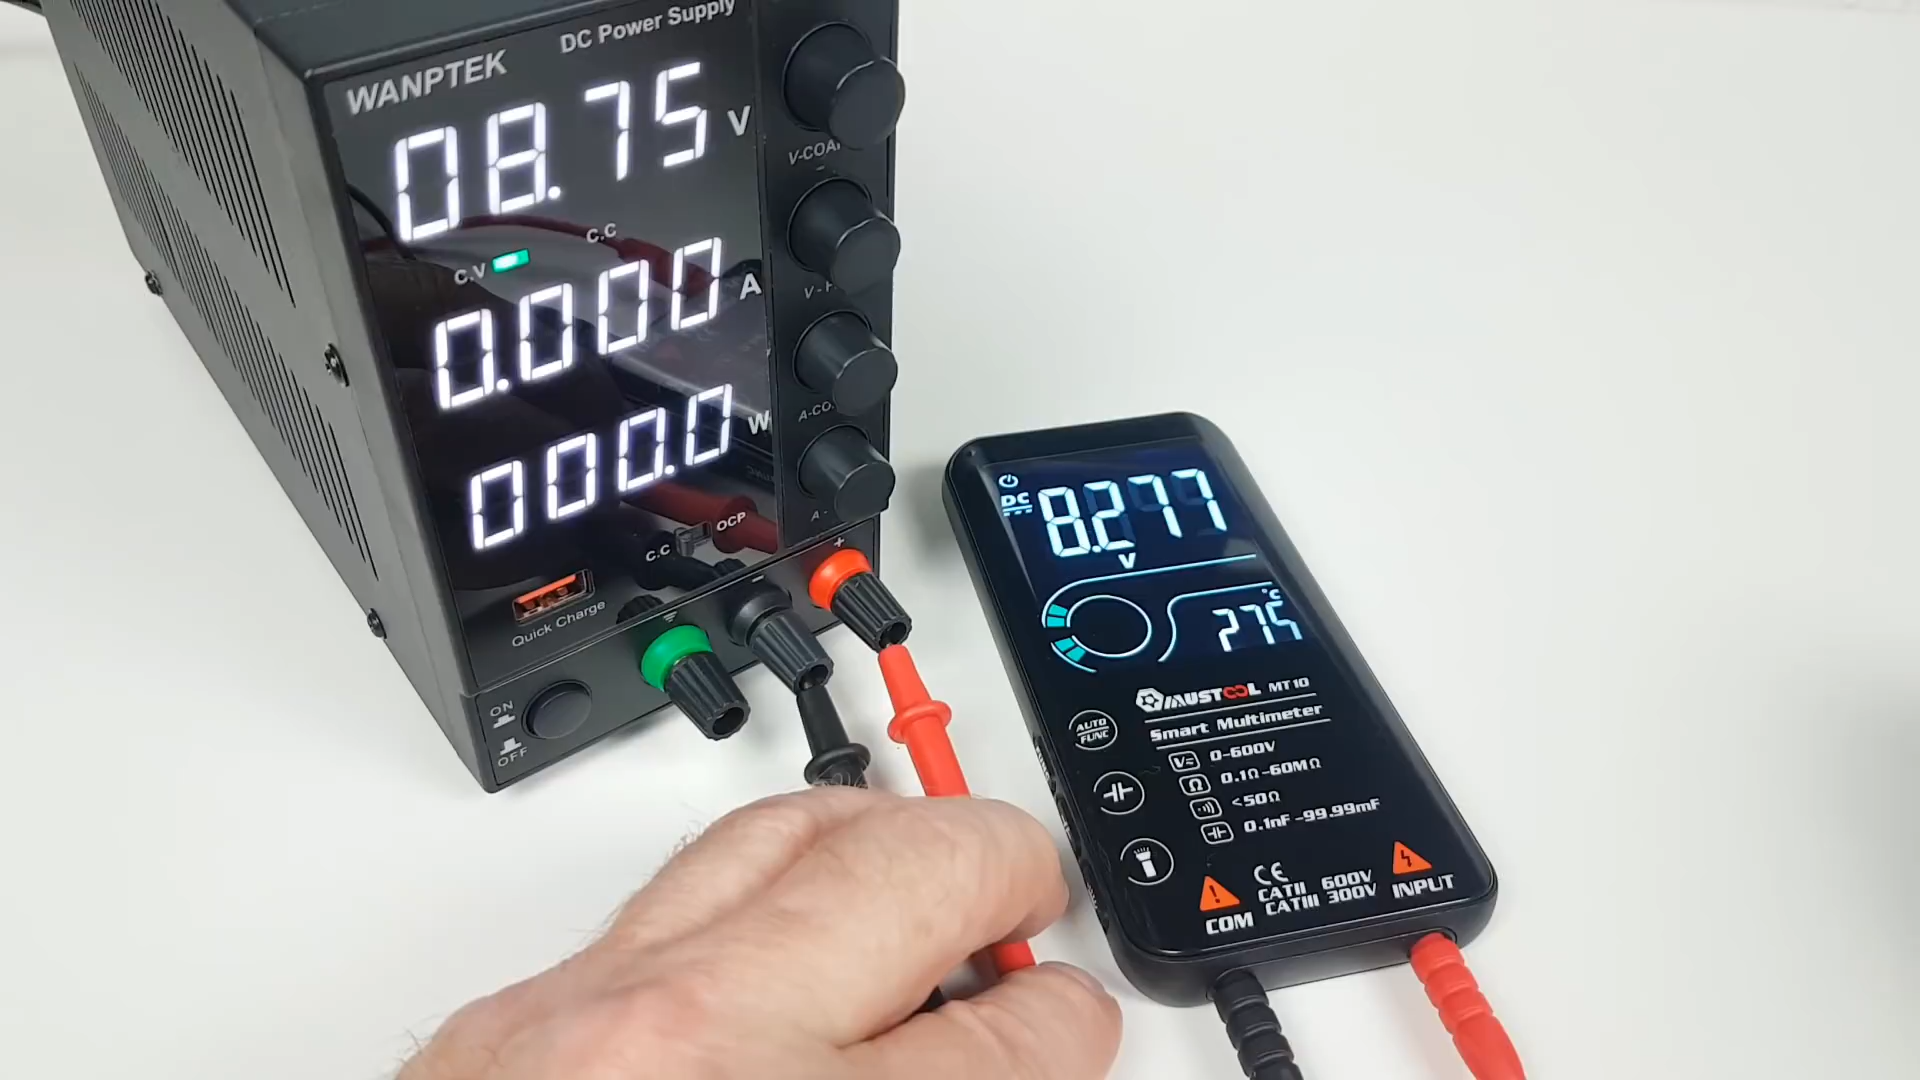 WANPTEK
DC Power Supply
08.75 V
C.V
C.C
0.000 A
000.0 W
C.C
OCP
Quick Charge
ON
OFF
+
-
DC
8.277
V
°C
27.5
MUSTOOL MT10
Smart Multimeter
AUTO
FUNC
V 0-600V
Ω 0.1Ω-60MΩ
<50Ω
0.1nF-99.99mF
CE
CATII 600V
CATIII 300V
COM
INPUT